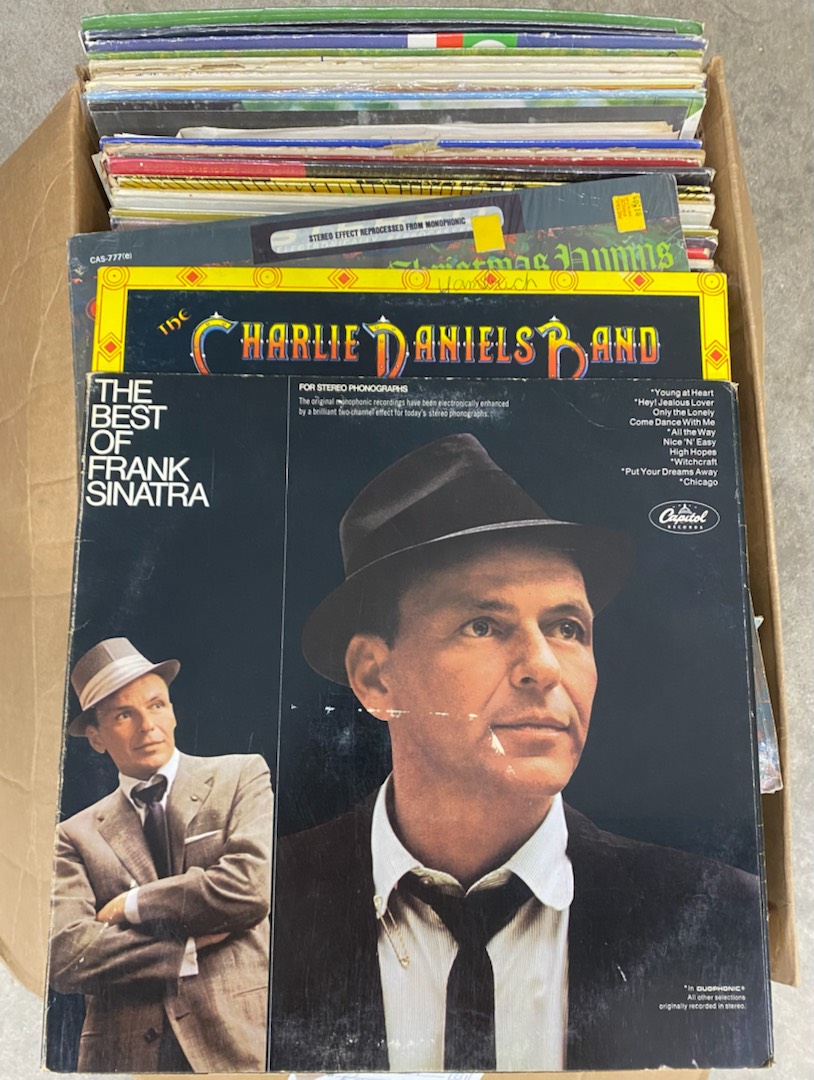 STEREO EFFECT REPROCESSED FROM MONOPHONIC
CAS-777(e)
Christmas Hymns
Hambach
THE CHARLIE DANIELS BAND
THE
BEST
OF
FRANK
SINATRA
FOR STEREO PHONOGRAPHS
The original monophonic recordings have been electronically enhanced
by a brilliant two-channel effect for today's stereo phonographs.
*Young at Heart
*Hey! Jealous Lover
Only the Lonely
Come Dance With Me
*All the Way
Nice 'N' Easy
High Hopes
*Witchcraft
*Put Your Dreams Away
*Chicago
Capitol
RECORDS
*In DUOPHONIC®
All other selections
originally recorded in stereo.